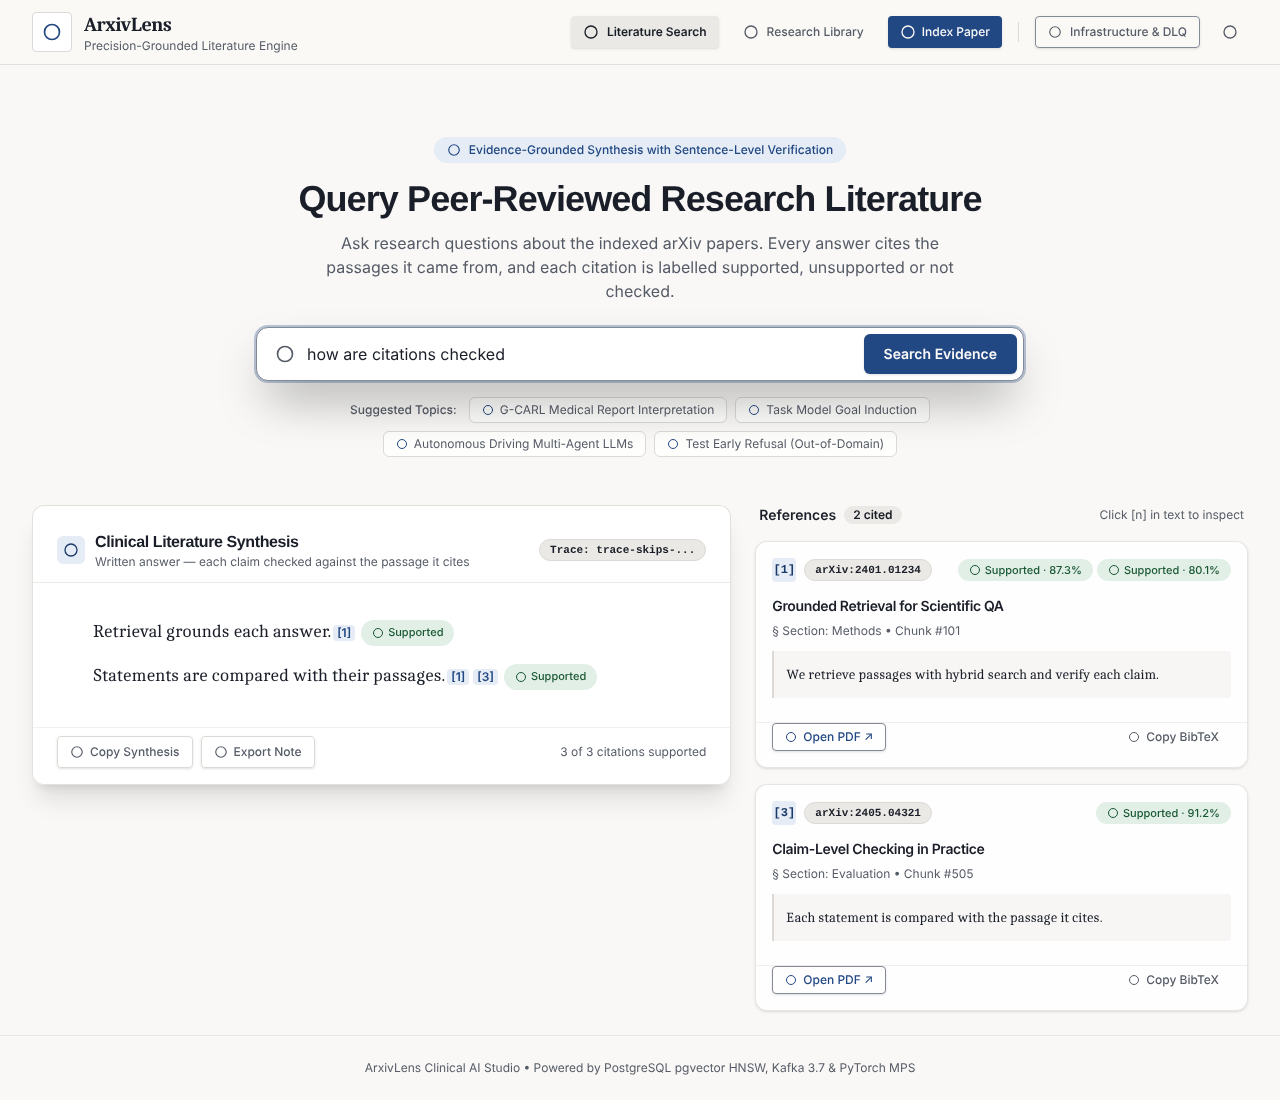 ArxivLens
Precision-Grounded Literature Engine
Literature Search
Research Library
Index Paper
Infrastructure & DLQ
Evidence-Grounded Synthesis with Sentence-Level Verification
Query Peer-Reviewed Research Literature
Ask research questions about the indexed arXiv papers. Every answer cites the
passages it came from, and each citation is labelled supported, unsupported or not
checked.
how are citations checked
Search Evidence
Suggested Topics:
G-CARL Medical Report Interpretation
Task Model Goal Induction
Autonomous Driving Multi-Agent LLMs
Test Early Refusal (Out-of-Domain)
Clinical Literature Synthesis
Written answer — each claim checked against the passage it cites
Trace: trace-skips-...
Retrieval grounds each answer. [1] Supported
Statements are compared with their passages. [1] [3] Supported
Copy Synthesis
Export Note
3 of 3 citations supported
References
2 cited
Click [n] in text to inspect
[1]
arXiv:2401.01234
Supported · 87.3%
Supported · 80.1%
Grounded Retrieval for Scientific QA
§ Section: Methods • Chunk #101
We retrieve passages with hybrid search and verify each claim.
Open PDF ↗
Copy BibTeX
[3]
arXiv:2405.04321
Supported · 91.2%
Claim-Level Checking in Practice
§ Section: Evaluation • Chunk #505
Each statement is compared with the passage it cites.
Open PDF ↗
Copy BibTeX
ArxivLens Clinical AI Studio • Powered by PostgreSQL pgvector HNSW, Kafka 3.7 & PyTorch MPS